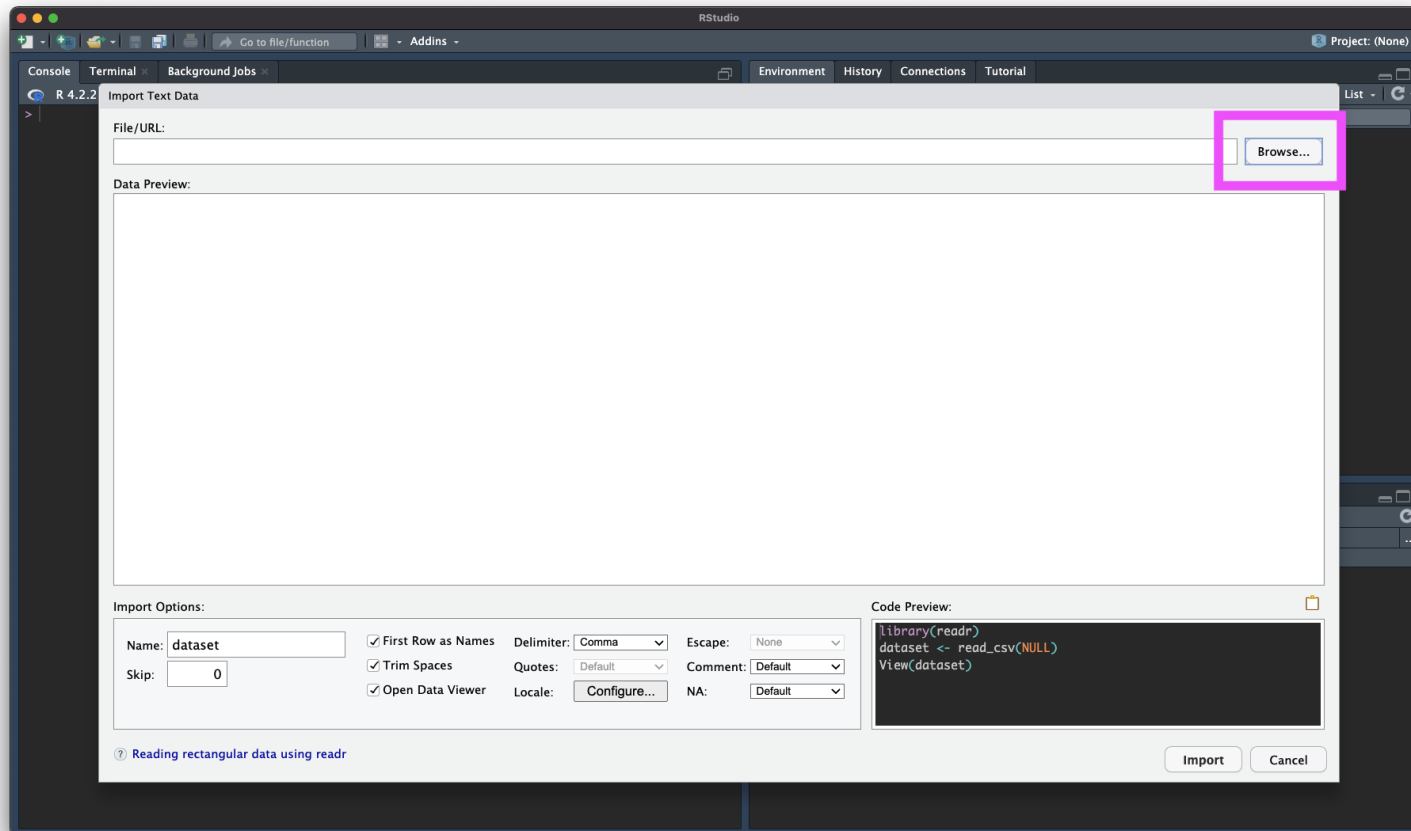 RStudio
Go to file/function
Addins
Project: (None)
Console
Terminal
Background Jobs
Environment
History
Connections
Tutorial
R 4.2.2
List
Import Text Data
>
File/URL:
Browse...
Data Preview:
Import Options:
Name: dataset
Skip: 0
First Row as Names
Trim Spaces
Open Data Viewer
Delimiter: Comma
Quotes: Default
Locale: Configure...
Escape: None
Comment: Default
NA: Default
Code Preview:
library(readr)
dataset <- read_csv(NULL)
View(dataset)
? Reading rectangular data using readr
Import
Cancel